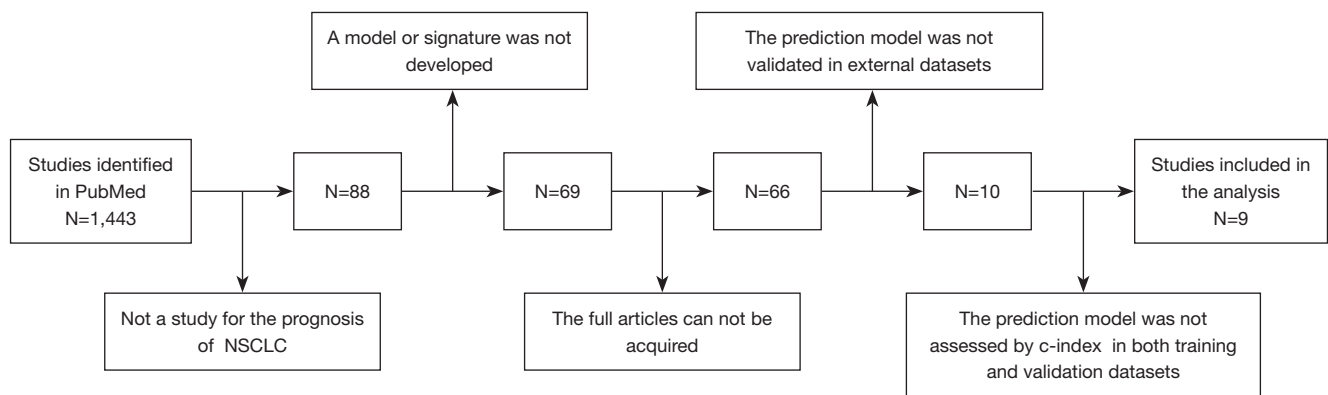 A model or signature was not
developed
The prediction model was not
validated in external datasets
Studies identified
in PubMed
N=1,443
N=88
N=69
N=66
N=10
Studies included in
the analysis
N=9
Not a study for the prognosis
of NSCLC
The full articles can not be
acquired
The prediction model was not
assessed by c-index in both training
and validation datasets